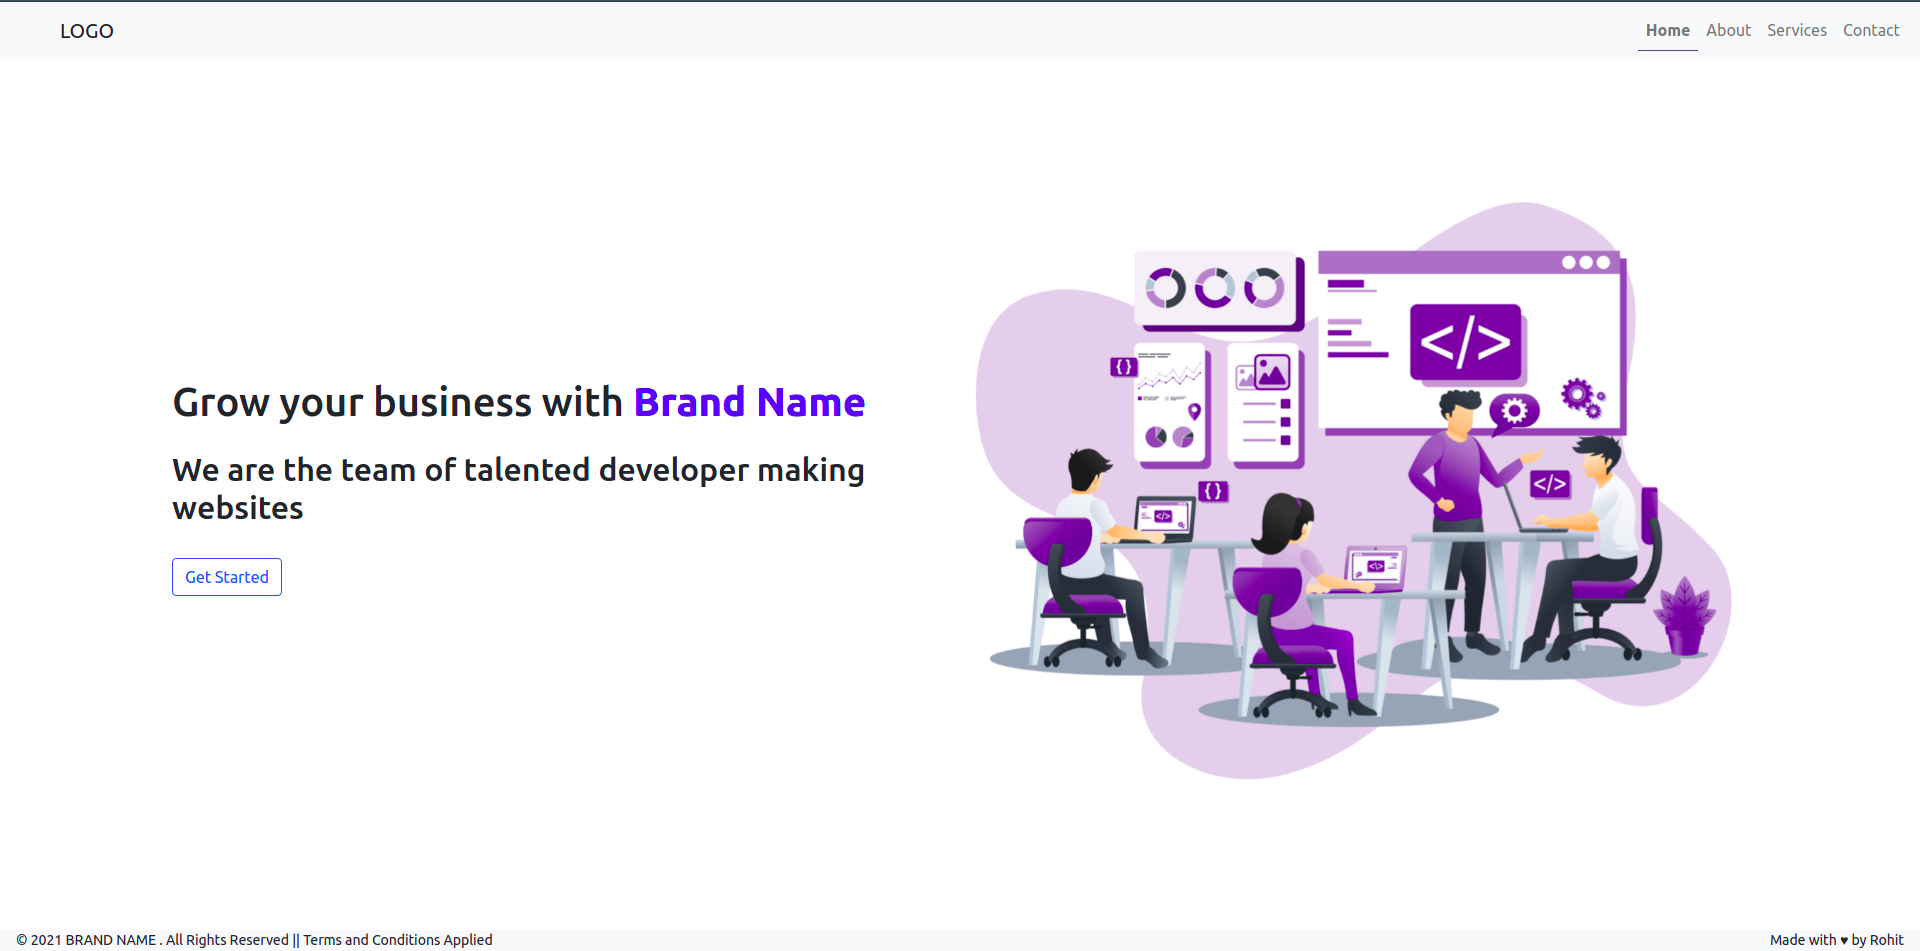 LOGO
Home About Services Contact
Grow your business with Brand Name
We are the team of talented developer making
websites
Get Started
</>
{}
{}
</>
</>
</>
</>
© 2021 BRAND NAME . All Rights Reserved || Terms and Conditions Applied
Made with ♥ by Rohit